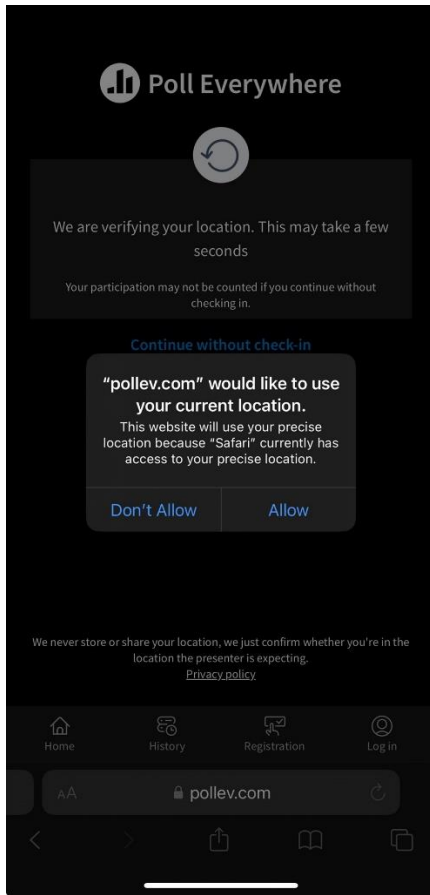 Poll Everywhere
We are verifying your location. This may take a few
seconds
Your participation may not be counted if you continue without
checking in.
Continue without check-in
"pollev.com" would like to use
your current location.
This website will use your precise
location because "Safari" currently has
access to your precise location.
Don't Allow
Allow
We never store or share your location, we just confirm whether you're in the
location the presenter is expecting.
Privacy policy
Home
History
Registration
Log in
AA
pollev.com